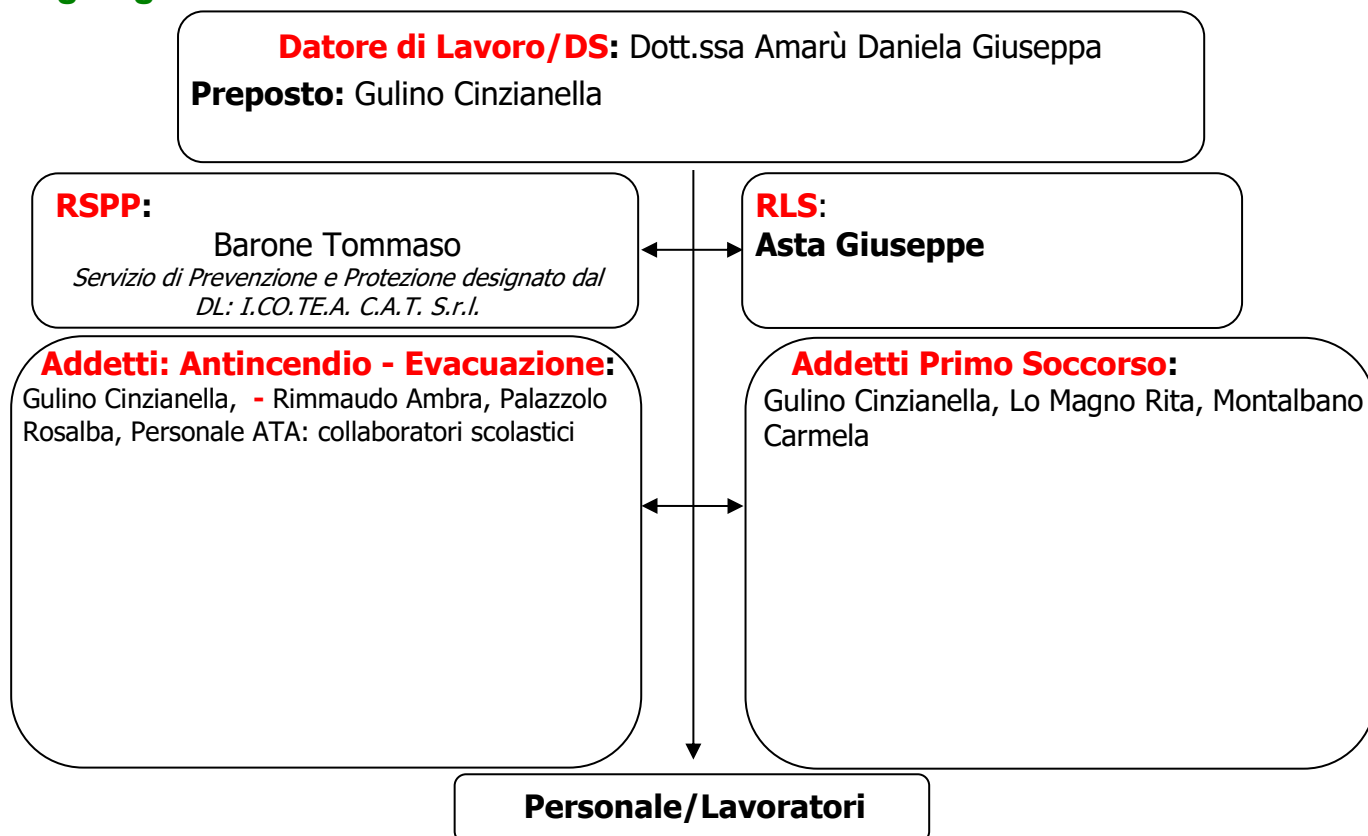 Datore di Lavoro/DS: Dott.ssa Amarù Daniela Giuseppa
Preposto: Gulino Cinzianella
RSPP:
Barone Tommaso
Servizio di Prevenzione e Protezione designato dal
DL: I.CO.TE.A. C.A.T. S.r.l.
RLS:
Asta Giuseppe
Addetti: Antincendio - Evacuazione:
Gulino Cinzianella, - Rimmaudo Ambra, Palazzolo
Rosalba, Personale ATA: collaboratori scolastici
Addetti Primo Soccorso:
Gulino Cinzianella, Lo Magno Rita, Montalbano
Carmela
Personale/Lavoratori